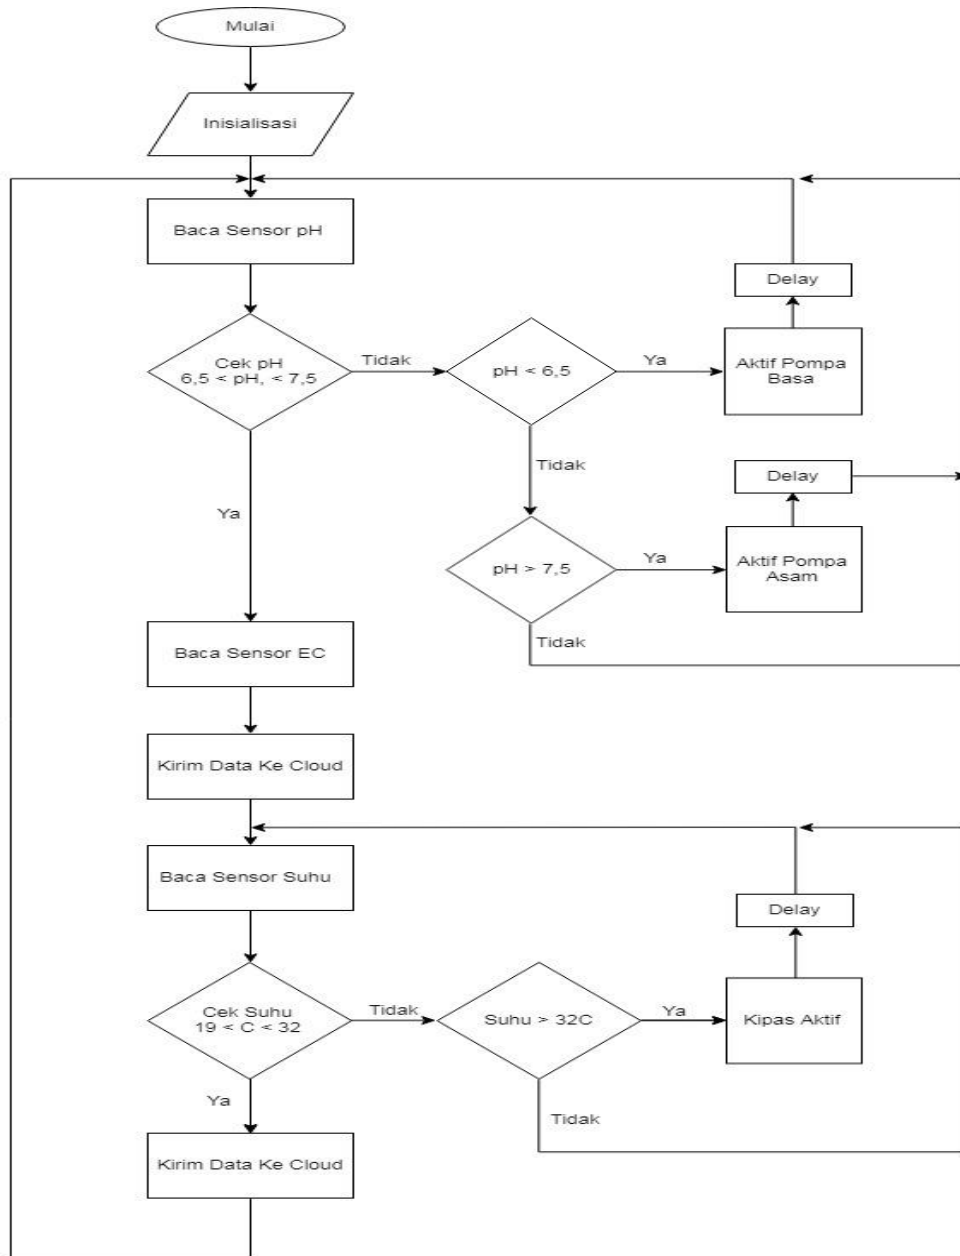 Mulai
Inisialisasi
Baca Sensor pH
Delay
Cek pH
6,5 < pH, < 7,5
Tidak
pH < 6,5
Ya
Aktif Pompa
Basa
Tidak
Delay
Ya
pH > 7,5
Ya
Aktif Pompa
Asam
Tidak
Baca Sensor EC
Kirim Data Ke Cloud
Baca Sensor Suhu
Delay
Cek Suhu
19 < C < 32
Tidak
Suhu > 32C
Ya
Kipas Aktif
Ya
Tidak
Kirim Data Ke Cloud